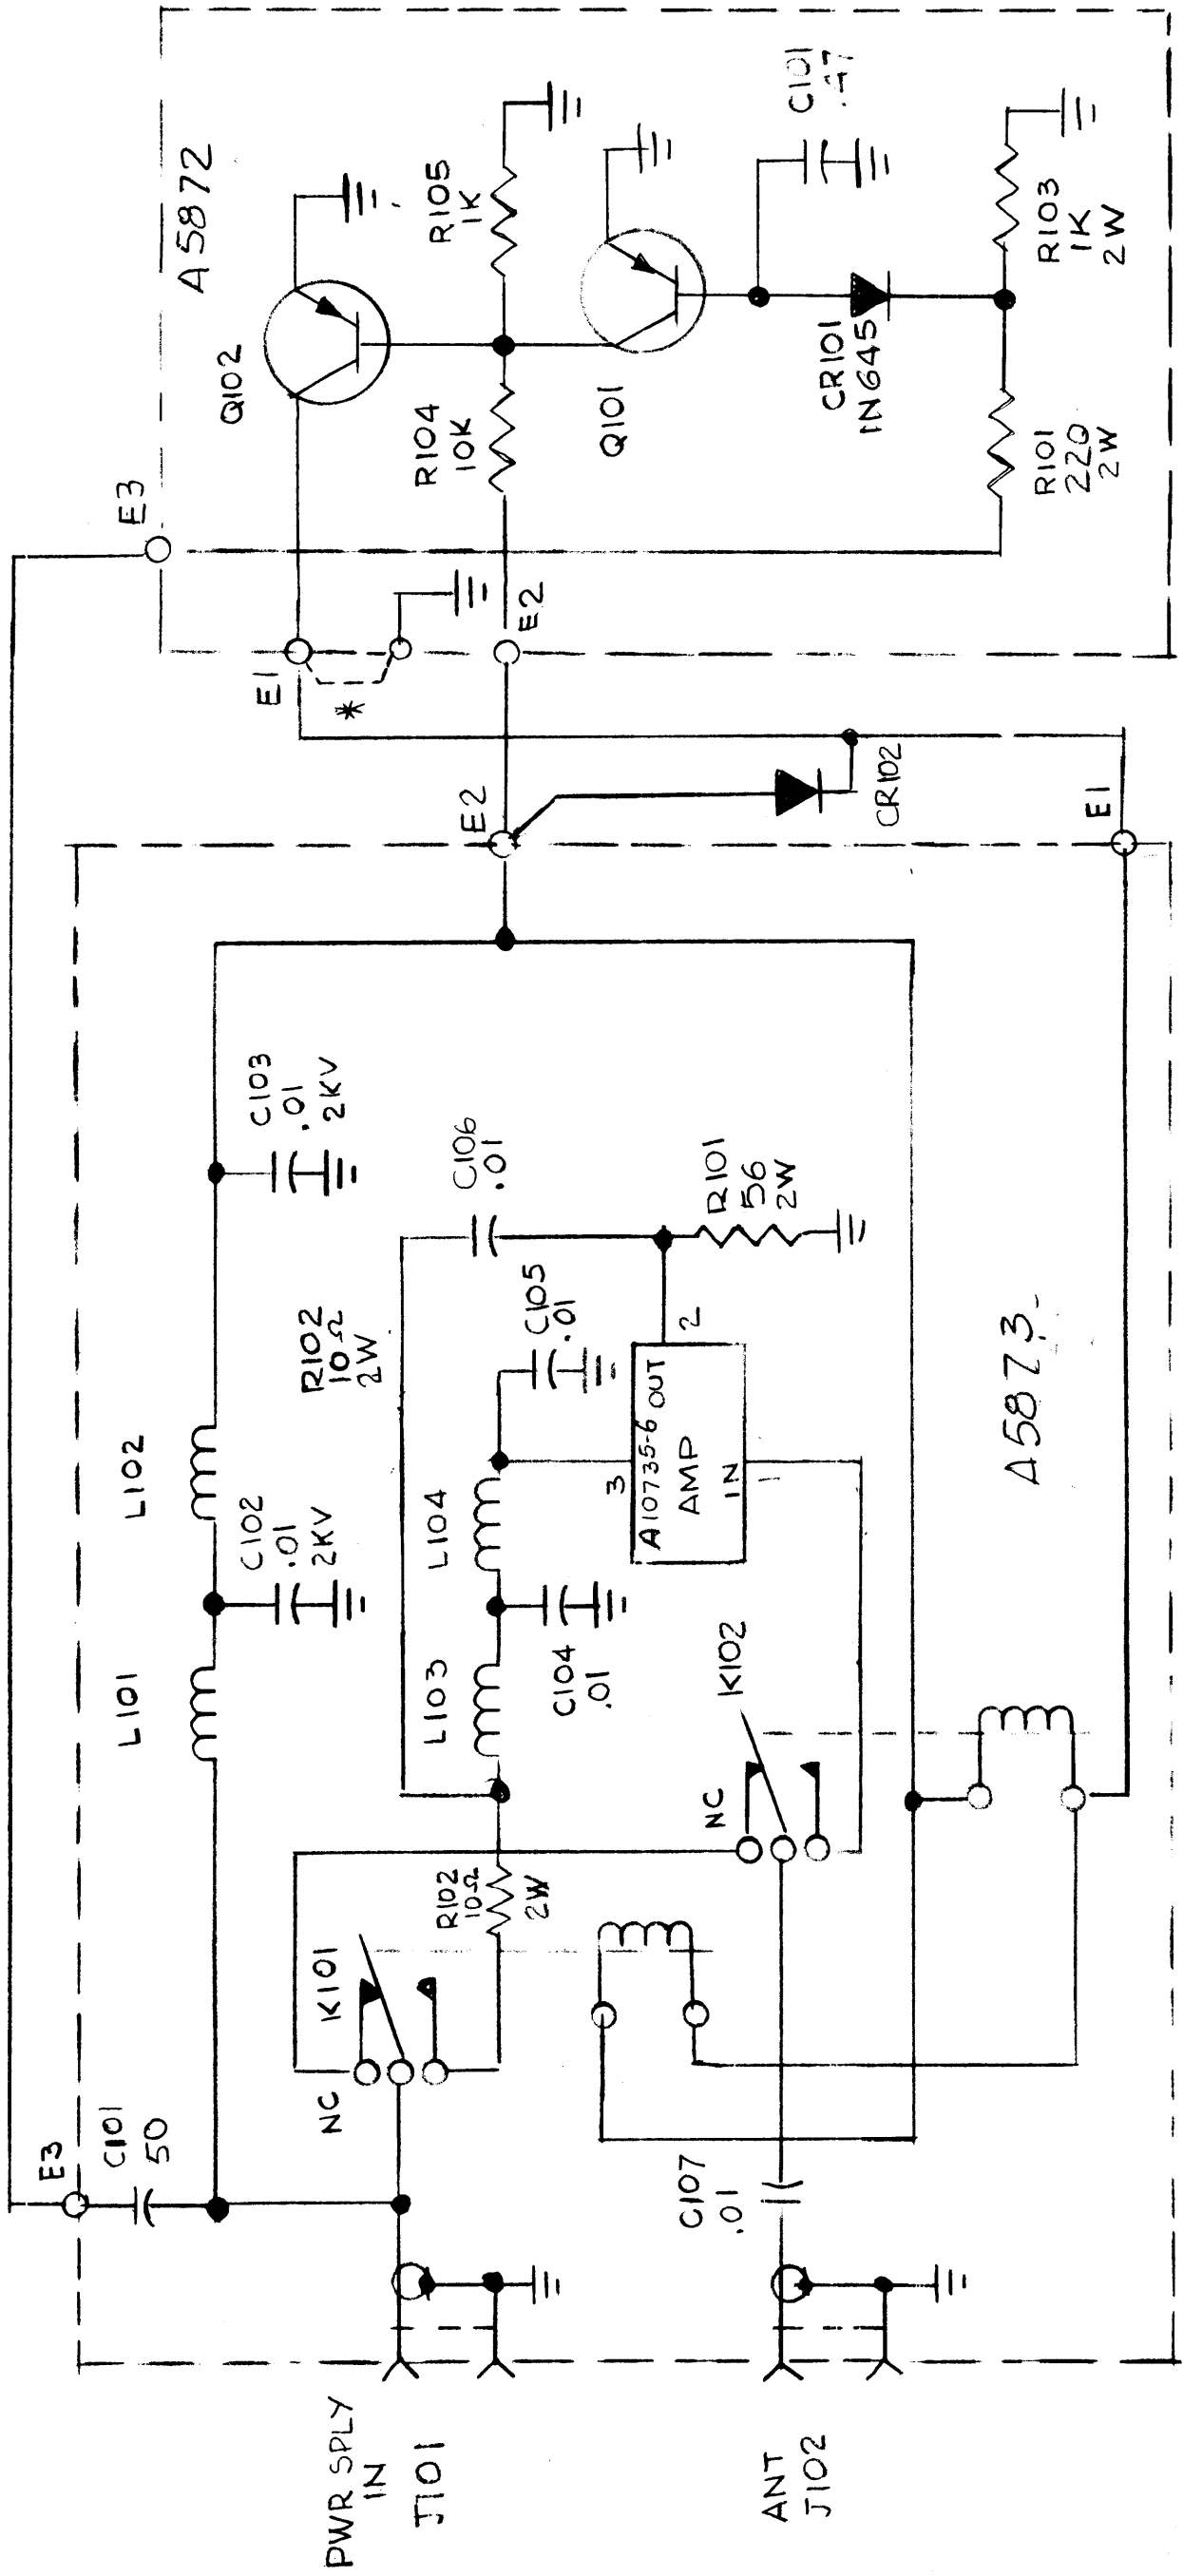 E3
C101
50
L101
C102
.01
2KV
L102
C103
.01
2KV
E3
A5872
Q102
R105
1K
R104
10K
C101
.47
Q101
CR101
1N645
R103
1K
2W
R101
220
2W
E1
*
E2
E2
CR102
E1
PWR SPLY
IN
J101
NC
K101
R102
10Ω
2W
L103
C104
.01
L104
R102
10Ω
2W
C105
.01
C106
.01
3
A10735-6 OUT
AMP
IN
2
1
R101
56
2W
K102
NC
C107
.01
ANT
J102
A5873